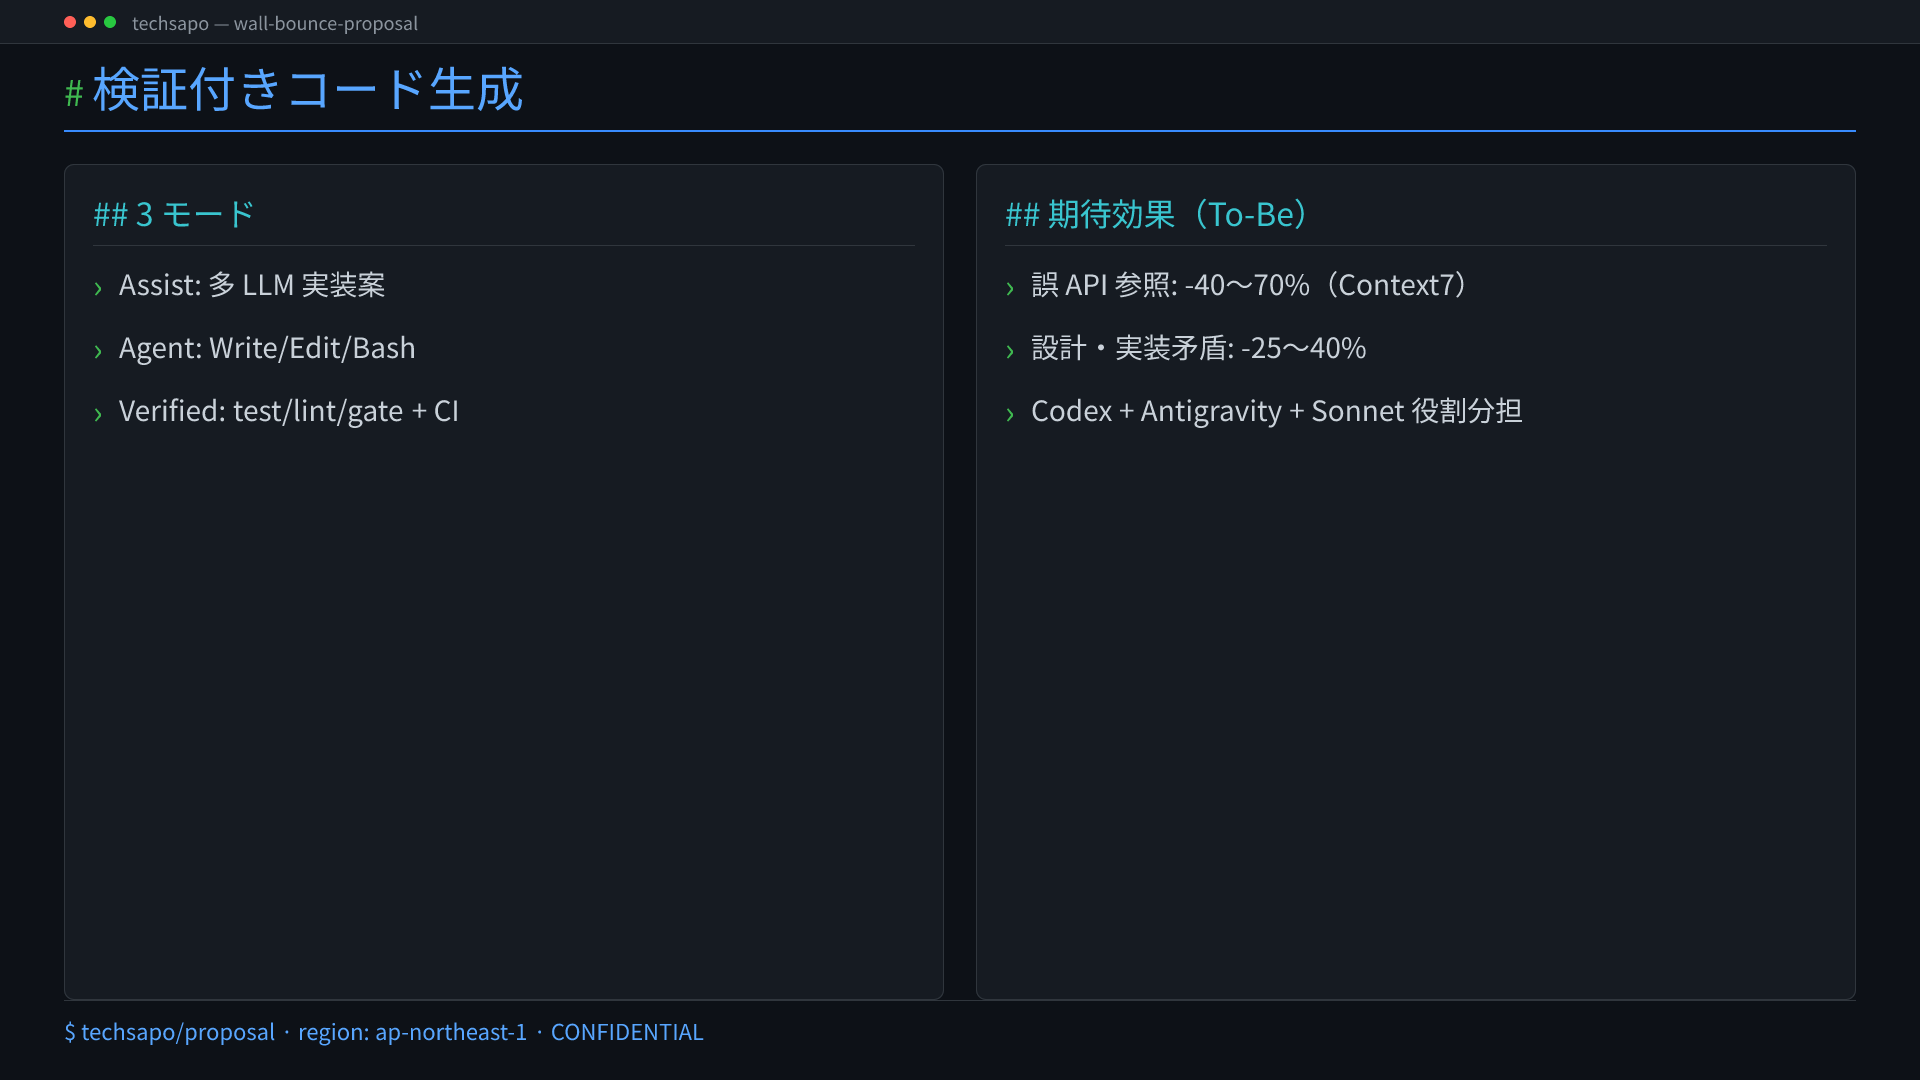 techsapo — wall-bounce-proposal
# 検証付きコード生成
## 3 モード
› Assist: 多 LLM 実装案
› Agent: Write/Edit/Bash
› Verified: test/lint/gate + CI
## 期待効果（To-Be）
› 誤 API 参照: -40〜70%（Context7）
› 設計・実装矛盾: -25〜40%
› Codex + Antigravity + Sonnet 役割分担
$ techsapo/proposal · region: ap-northeast-1 · CONFIDENTIAL